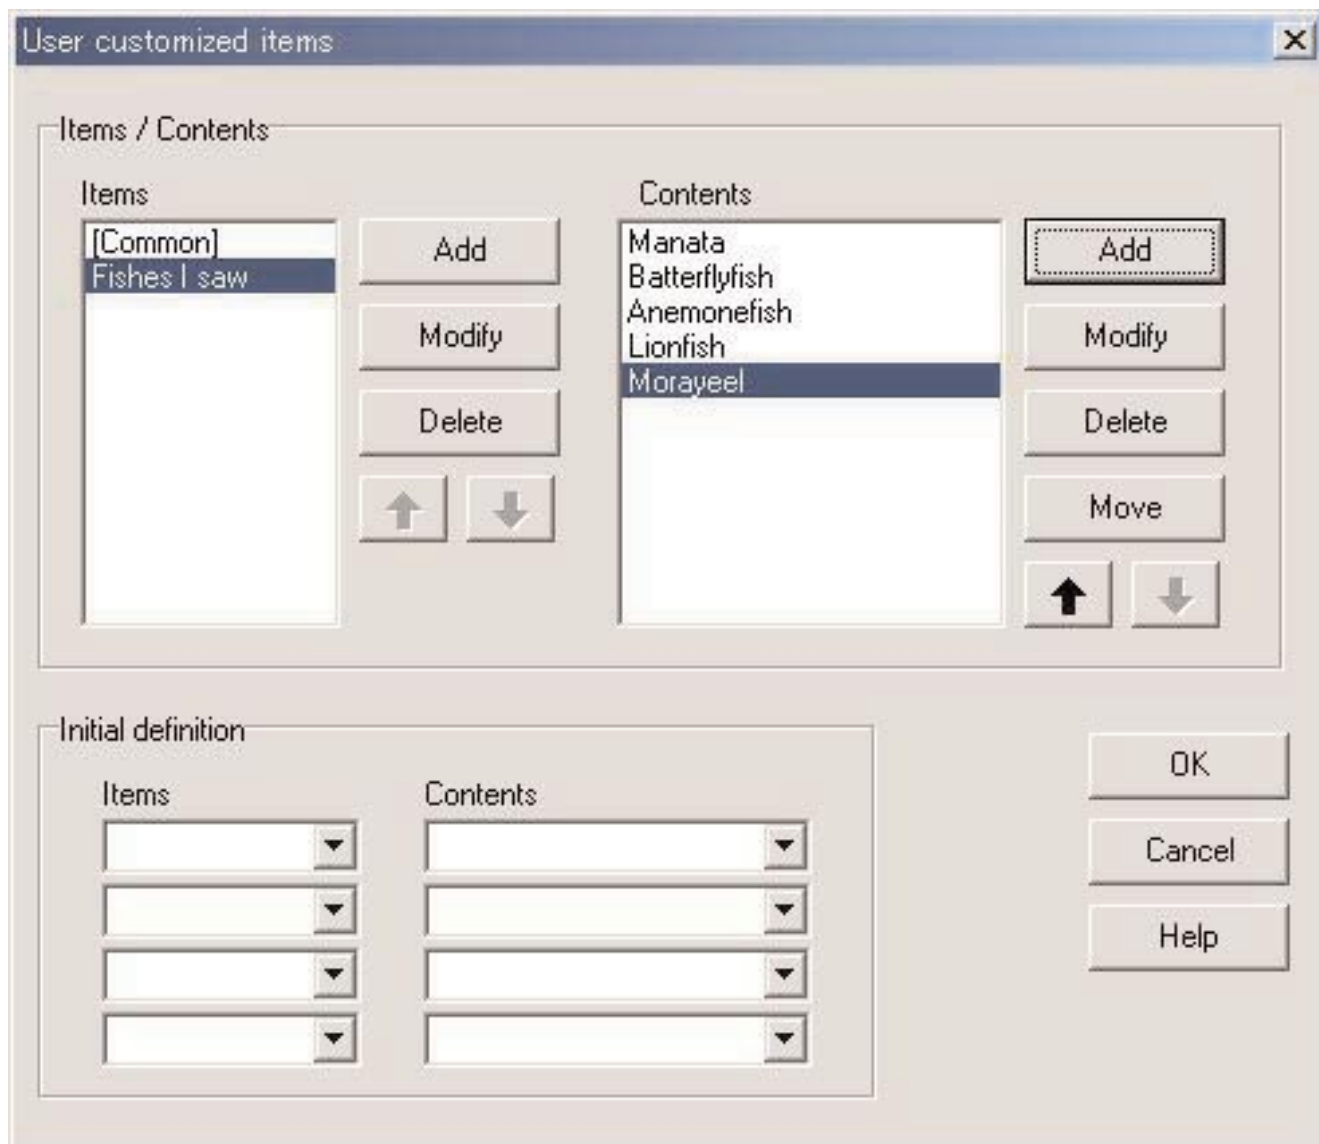 User customized items
Items / Contents
Items
Contents
[Common]
Fishes I saw
Add
Modify
Delete
Manata
Batterflyfish
Anemonefish
Lionfish
Morayeel
Add
Modify
Delete
Move
Initial definition
Items
Contents
OK
Cancel
Help